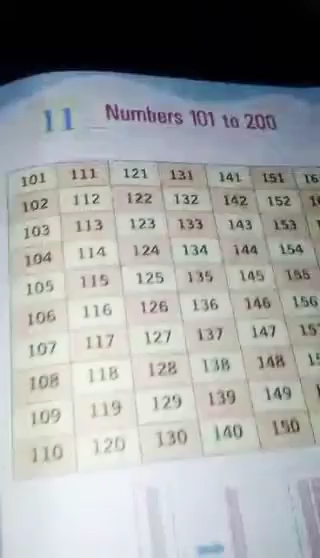 11 Numbers 101 to 200
101 111 121 131 141 151
102 112 122 132 142 152
103 113 123 133 143 153
104 114 124 134 144 154
105 115 125 135 145 155
106 116 126 136 146 156
107 117 127 137 147
108 118 128 138 148
109 119 129 139 149
110 120 130 140 150